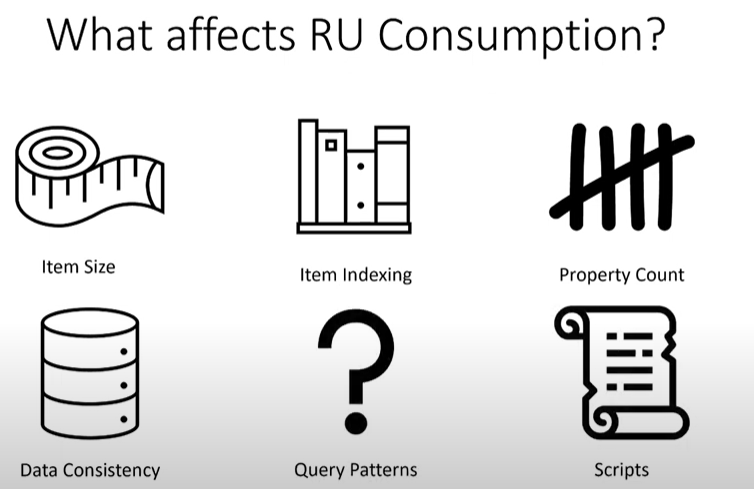 What affects RU Consumption?
Item Size
Item Indexing
Property Count
Data Consistency
Query Patterns
Scripts